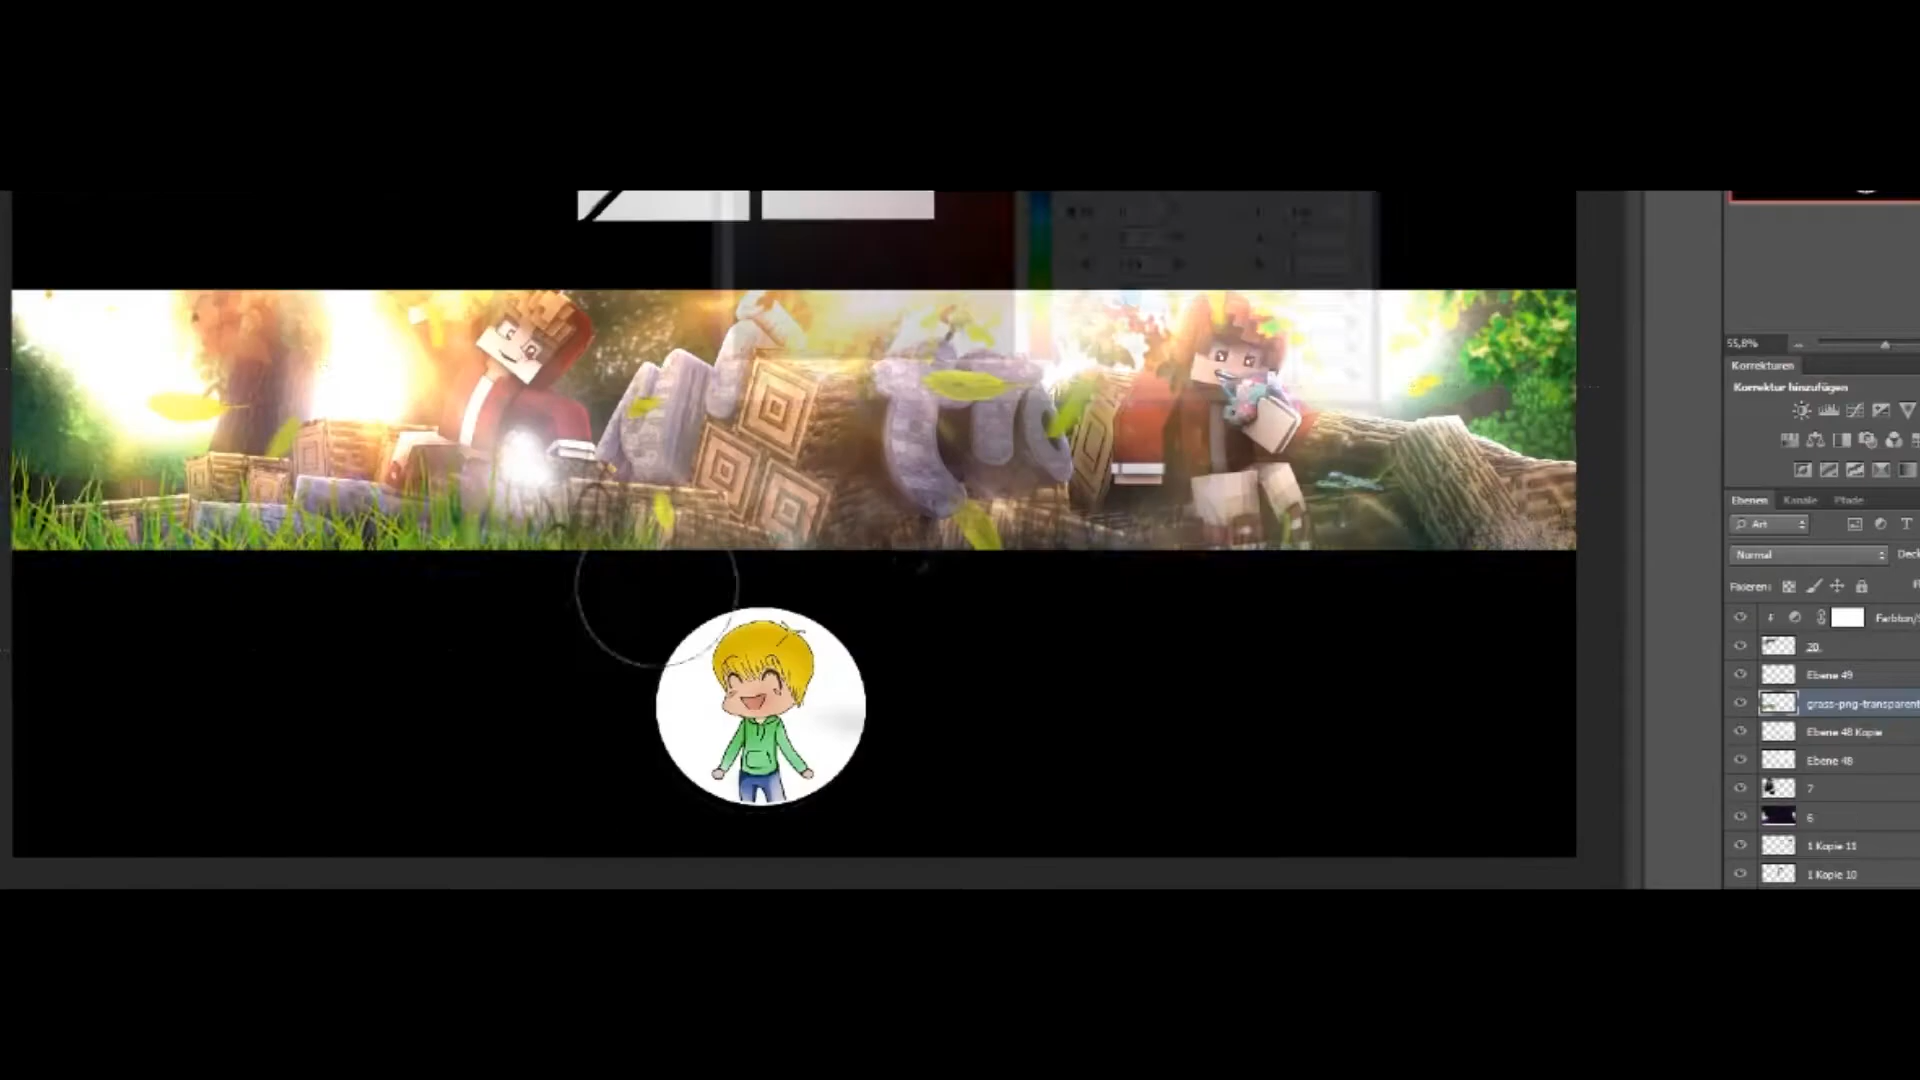 55,8%
Korrekturen
Korrektur hinzufügen
Ebenen Kanäle Pfade
Art
Normal
Fixieren:
20
Ebene 49
grass-png-transparent
Ebene 48 Kopie
Ebene 48
7
6
1 Kopie 11
1 Kopie 10